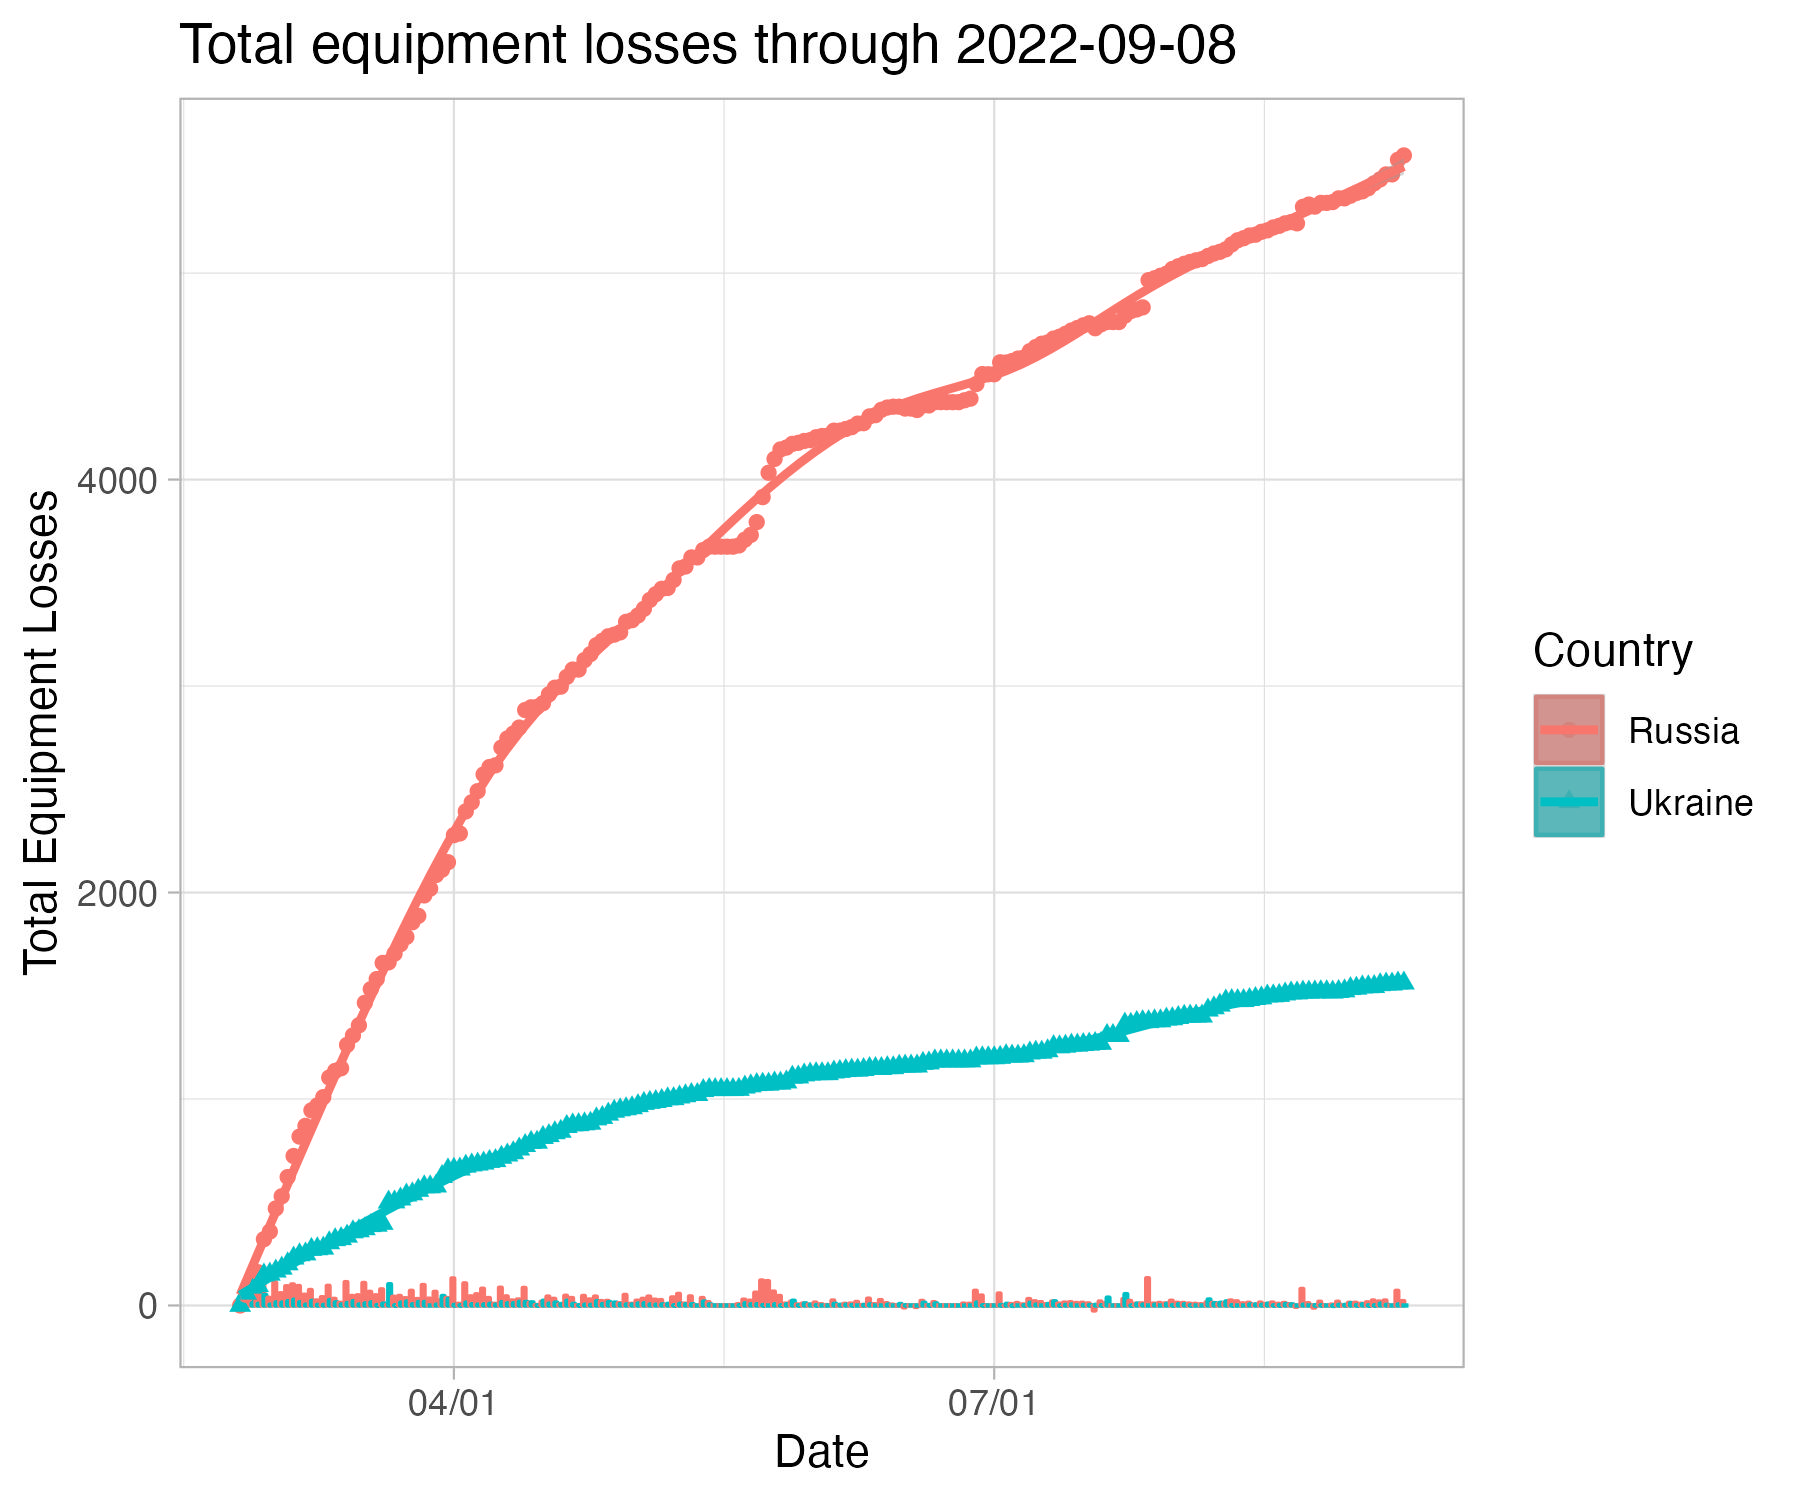 Total equipment losses through 2022-09-08
Total Equipment Losses
4000
2000
0
04/01
07/01
Date
Country
Russia
Ukraine